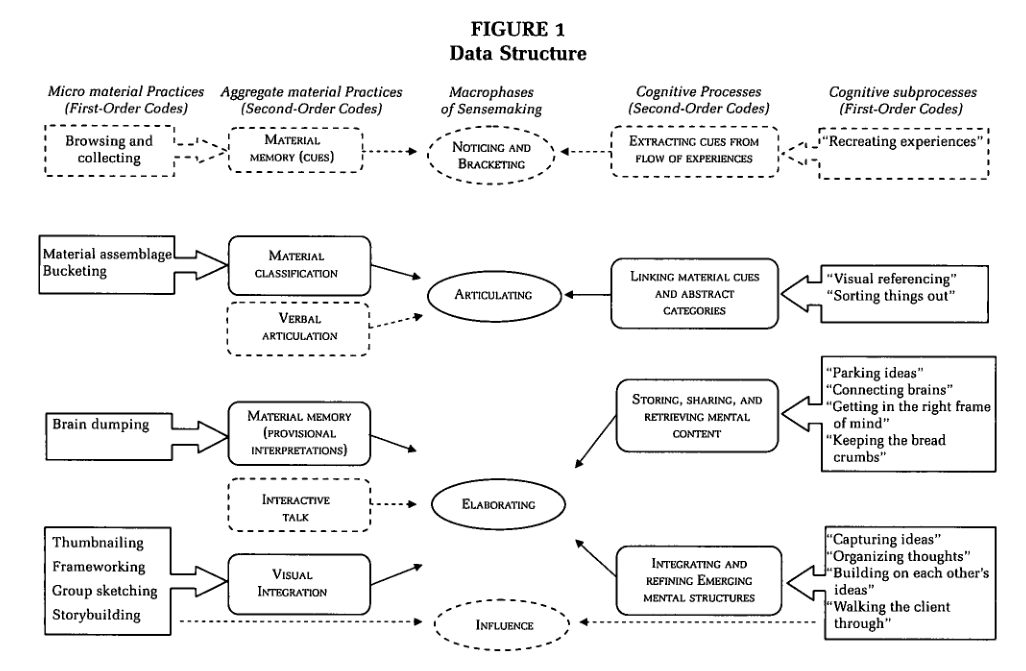 FIGURE 1
Data Structure
Micro material Practices
(First-Order Codes)
Aggregate material Practices
(Second-Order Codes)
Macrophases
of Sensemaking
Cognitive Processes
(Second-Order Codes)
Cognitive subprocesses
(First-Order Codes)
Browsing and
collecting
MATERIAL
MEMORY (CUES)
NOTICING AND
BRACKETING
EXTRACTING CUES FROM
FLOW OF EXPERIENCES
“Recreating experiences”
Material assemblage
Bucketing
MATERIAL
CLASSIFICATION
VERBAL
ARTICULATION
ARTICULATING
LINKING MATERIAL CUES
AND ABSTRACT
CATEGORIES
“Visual referencing”
“Sorting things out”
Brain dumping
MATERIAL MEMORY
(PROVISIONAL
INTERPRETATIONS)
INTERACTIVE
TALK
ELABORATING
STORING, SHARING, AND
RETRIEVING MENTAL
CONTENT
“Parking ideas”
“Connecting brains”
“Getting in the right frame
of mind”
“Keeping the bread
crumbs”
Thumbnailing
Frameworking
Group sketching
Storybuilding
VISUAL
INTEGRATION
INFLUENCE
INTEGRATING AND
REFINING EMERGING
MENTAL STRUCTURES
“Capturing ideas”
“Organizing thoughts”
“Building on each other’s
ideas”
“Walking the client
through”